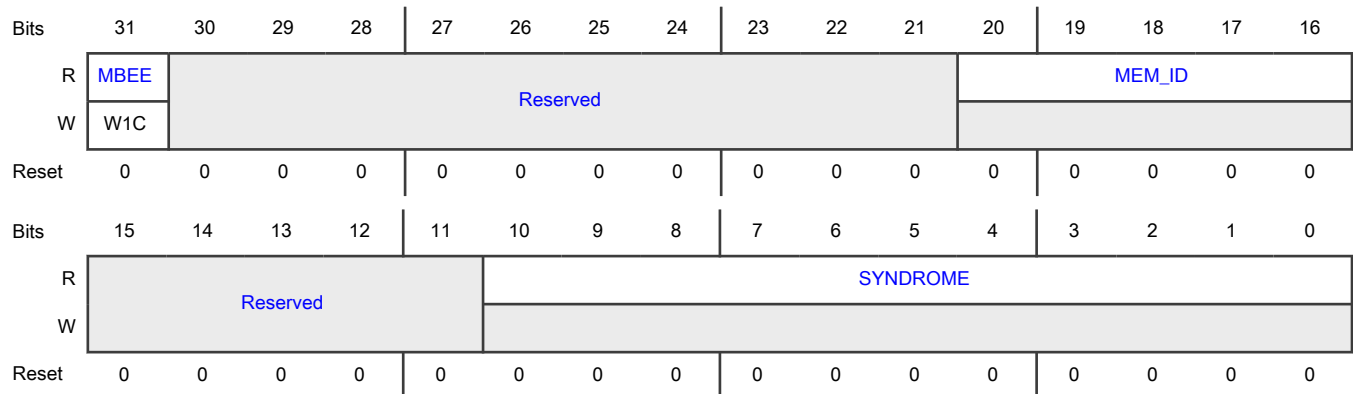 Bits 31 30 29 28 27 26 25 24 23 22 21 20 19 18 17 16
R MBEE Reserved MEM_ID
W W1C
Reset 0 0 0 0 0 0 0 0 0 0 0 0 0 0 0 0
Bits 15 14 13 12 11 10 9 8 7 6 5 4 3 2 1 0
R Reserved SYNDROME
W
Reset 0 0 0 0 0 0 0 0 0 0 0 0 0 0 0 0